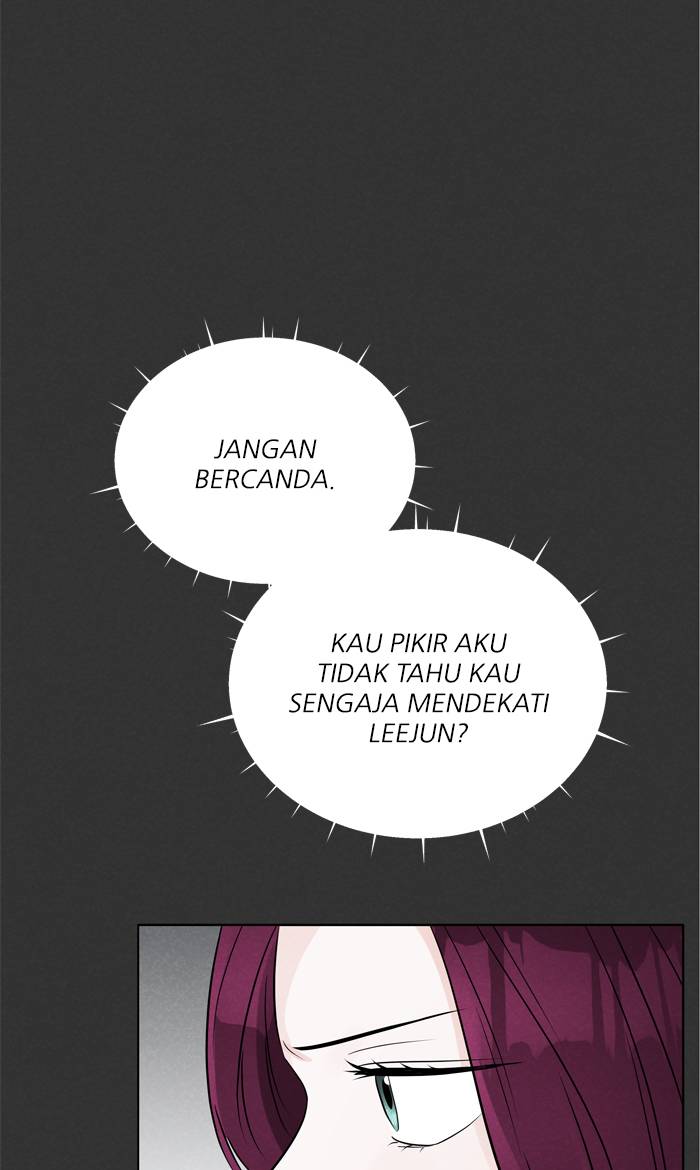 JANGAN
BERCANDA.
KAU PIKIR AKU
TIDAK TAHU KAU
SENGAJA MENDEKATI
LEEJUN?